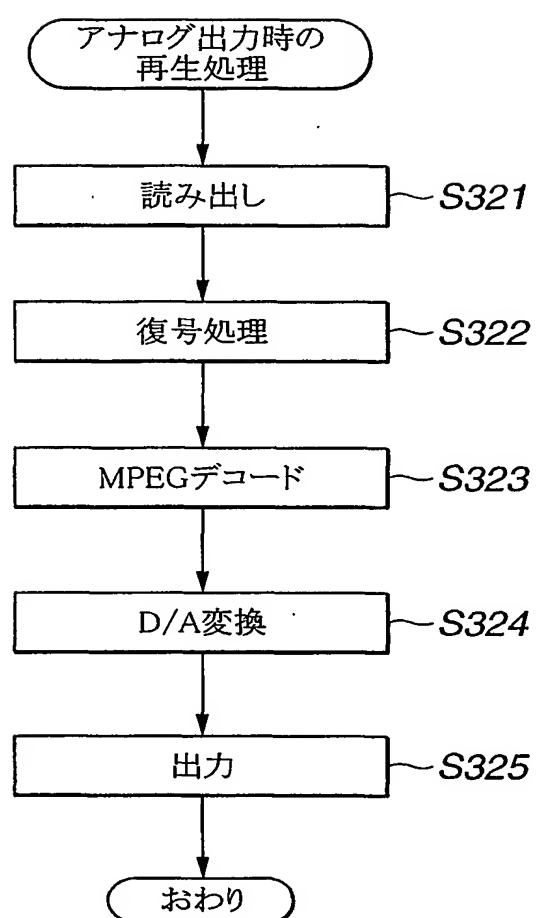 アナログ出力時の
再生処理
読み出し
S321
復号処理
S322
MPEGデコード
S323
D/A変換
S324
出力
S325
おわり